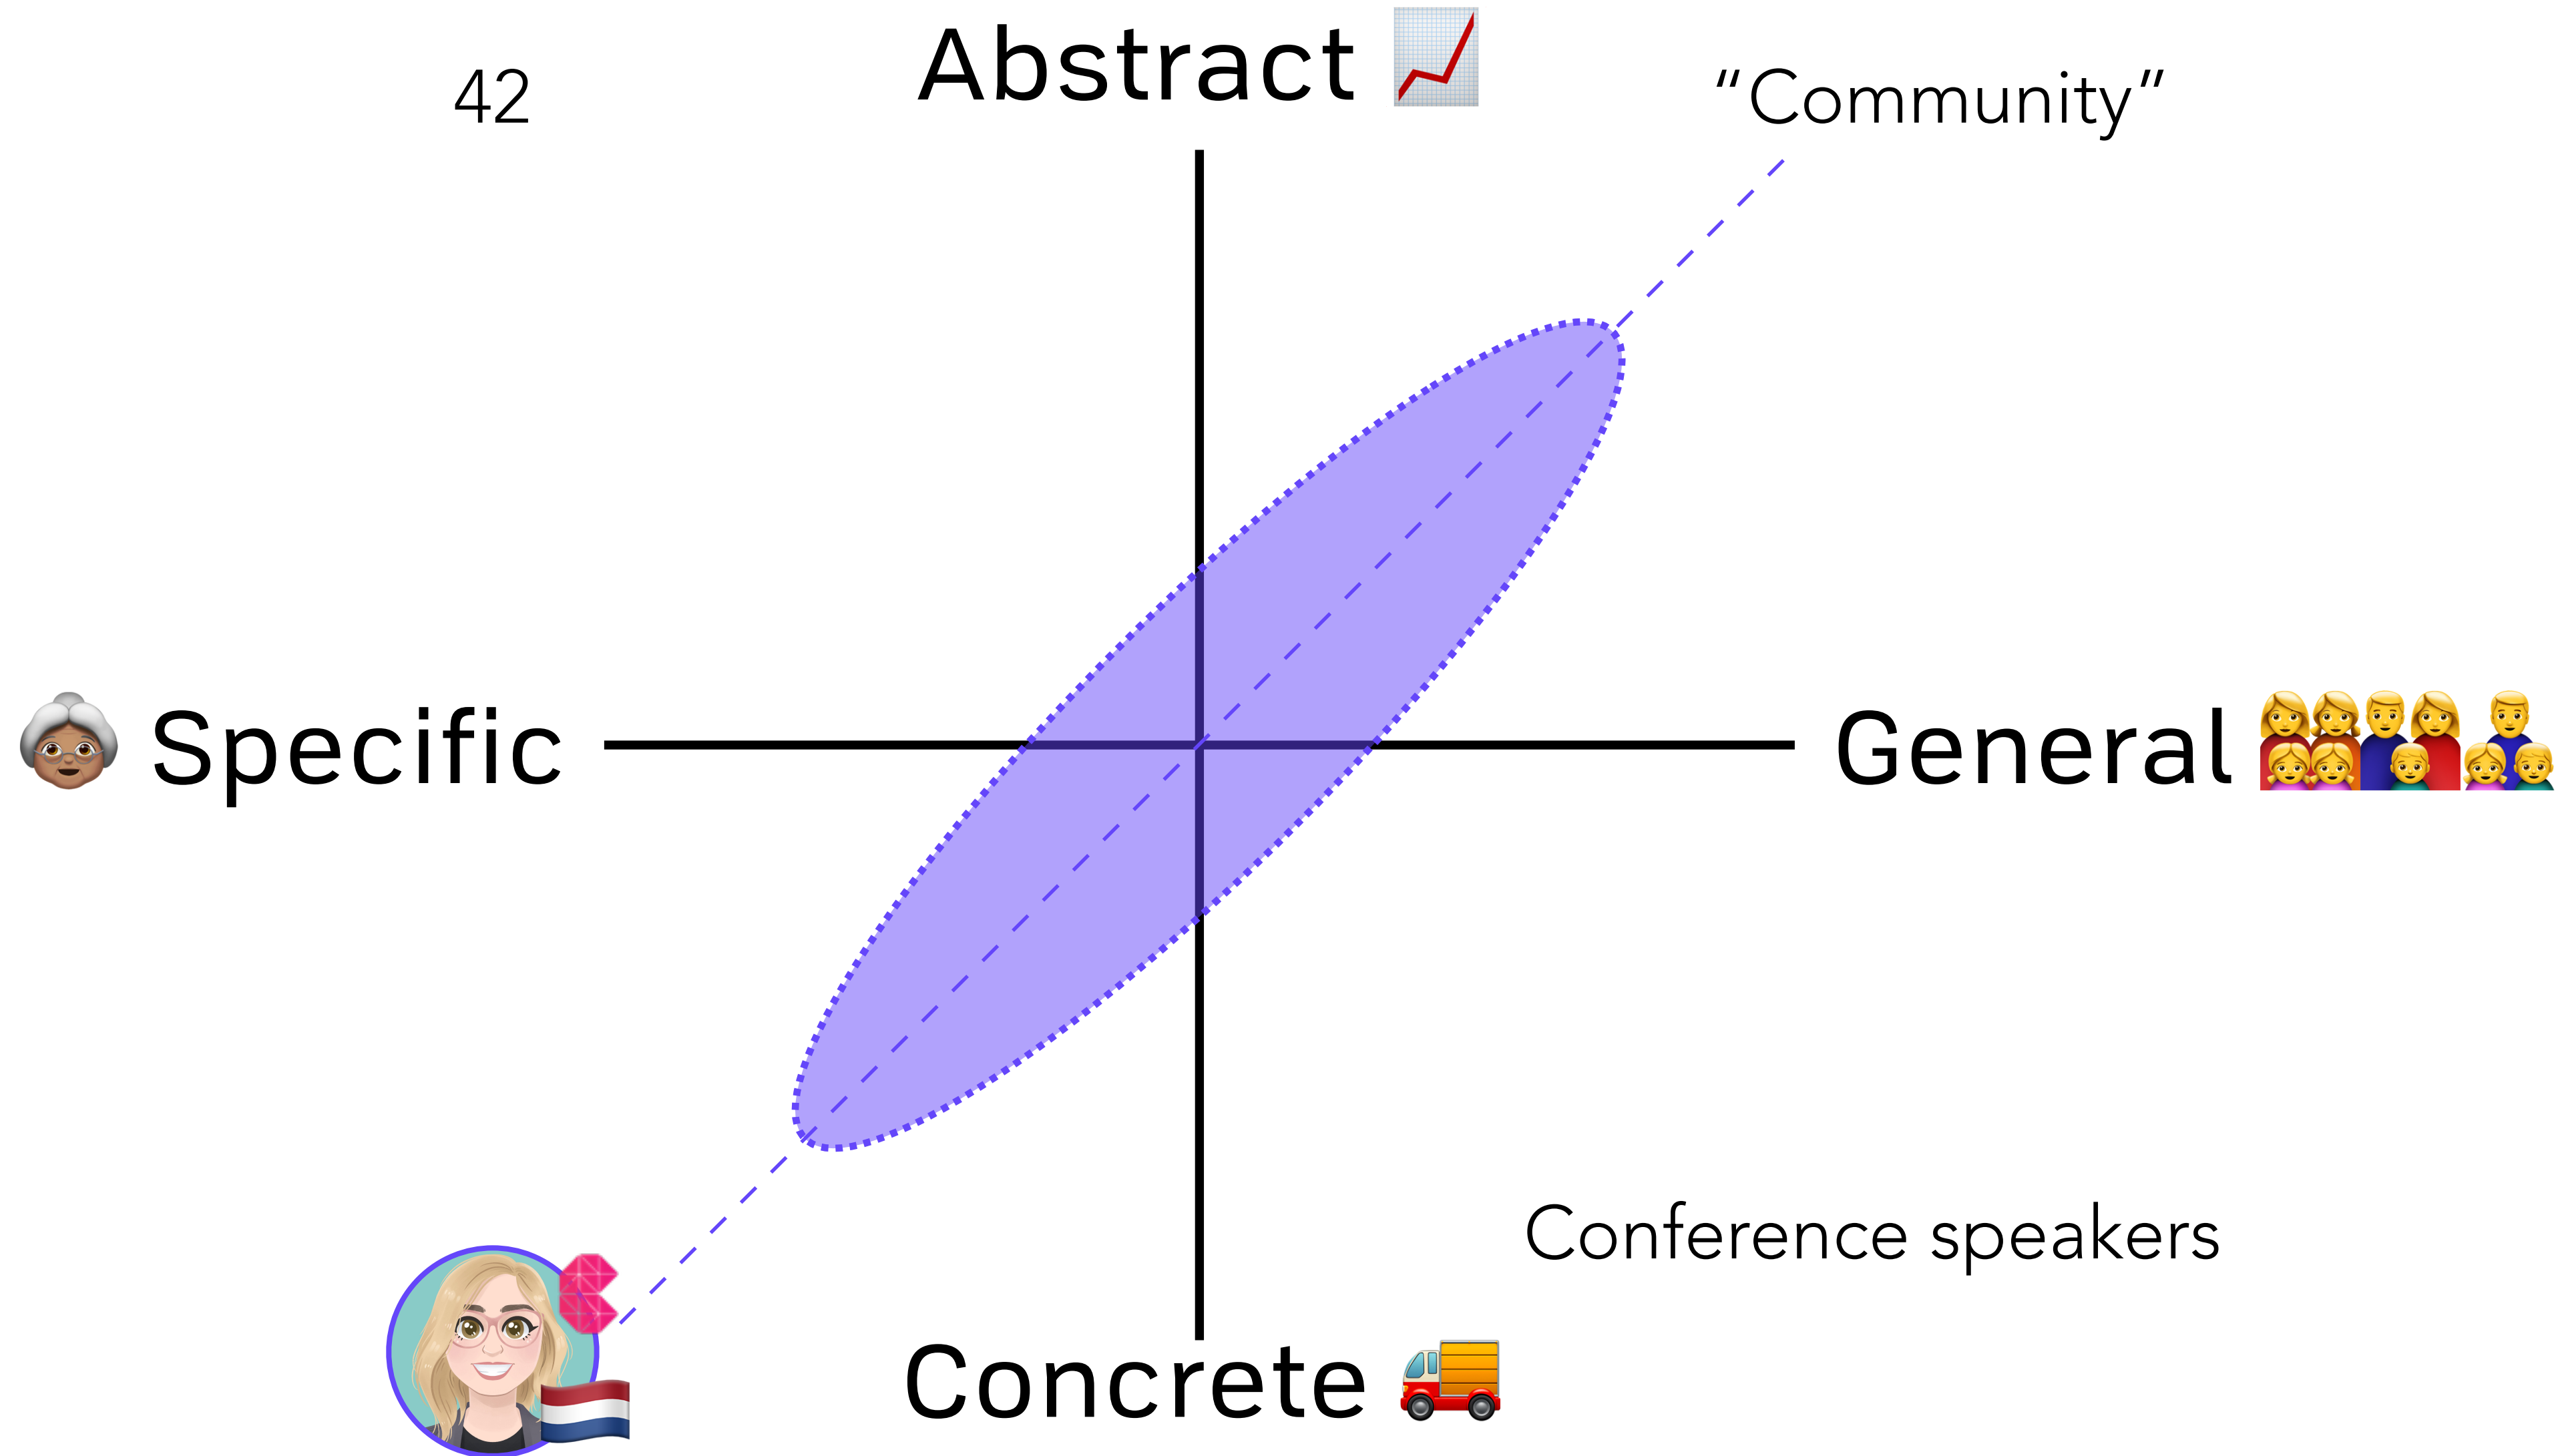 42
Abstract
“Community”
Specific
General
Conference speakers
Concrete